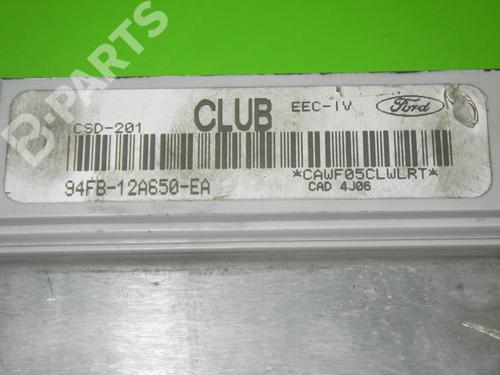 B-PARTS
CLUB EEC-IV Ford
CSD-201
94FB-12A650-EA *CAWF05CLWLRT*
CAD 4J06